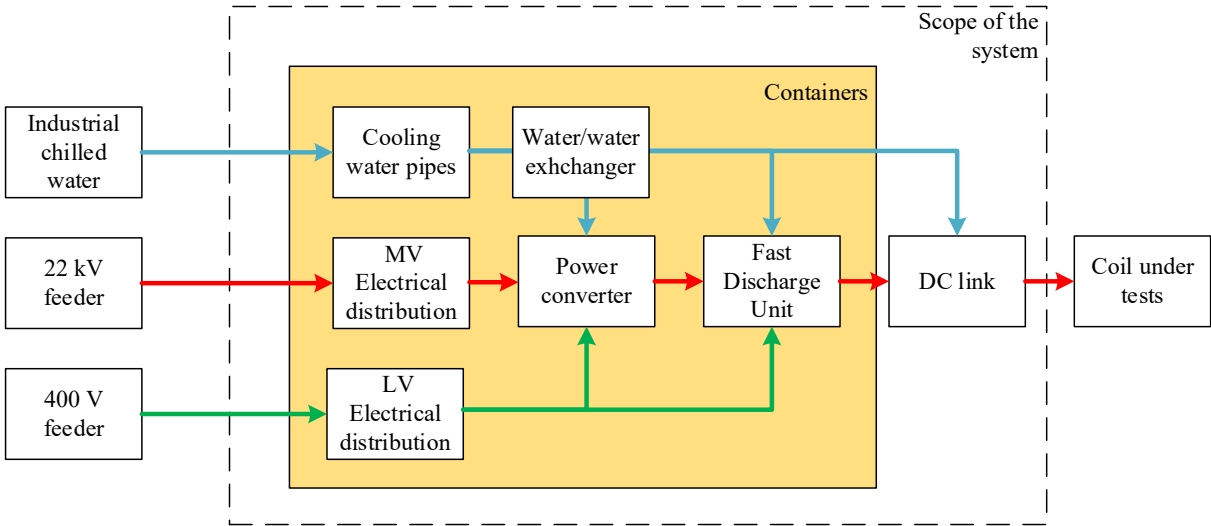 Scope of the
system
Containers
Industrial
chilled
water
Cooling
water pipes
Water/water
exhchanger
22 kV
feeder
MV
Electrical
distribution
Power
converter
Fast
Discharge
Unit
DC link
Coil under
tests
400 V
feeder
LV
Electrical
distribution